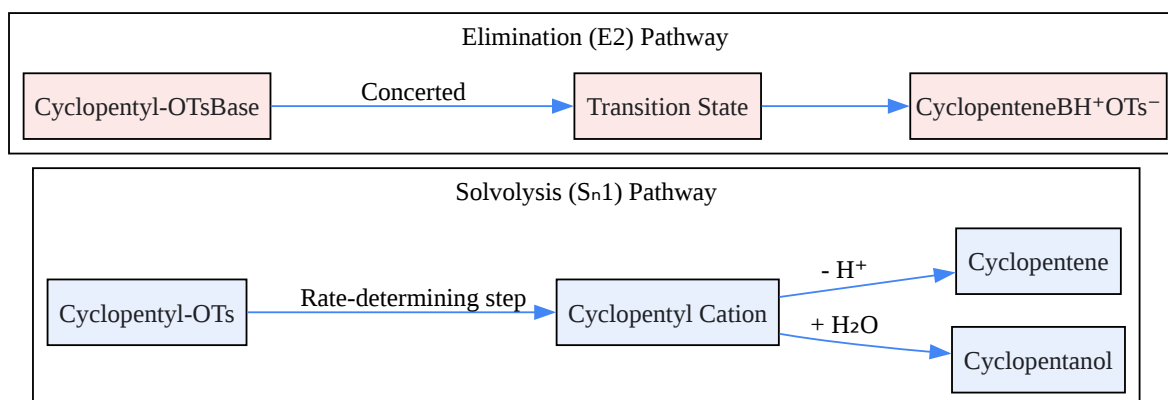 Elimination (E2) Pathway
Cyclopentyl-OTsBase
Concerted
Transition State
CyclopenteneBH⁺OTs⁻
Solvolysis (Sₙ1) Pathway
Cyclopentyl-OTs
Rate-determining step
Cyclopentyl Cation
- H⁺
Cyclopentene
+ H₂O
Cyclopentanol